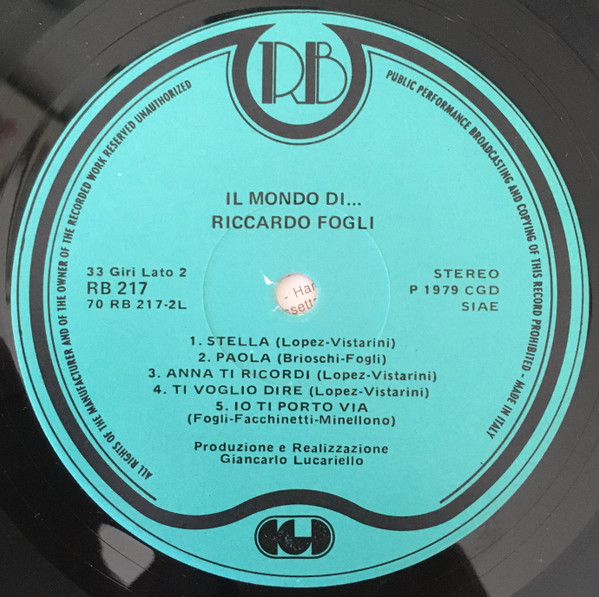 RB
ALL RIGHTS OF THE MANUFACTURER AND OF THE OWNER OF THE RECORDED WORK RESERVED UNAUTHORIZED
PUBLIC PERFORMANCE BROADCASTING AND COPYING OF THIS RECORD PROHIBITED - MADE IN ITALY
IL MONDO DI...
RICCARDO FOGLI
33 Giri Lato 2
RB 217
70 RB 217-2L
STEREO
P 1979 CGD
SIAE
- Har
1. STELLA (Lopez-Vistarini)
2. PAOLA (Brioschi-Fogli)
3. ANNA TI RICORDI (Lopez-Vistarini)
4. TI VOGLIO DIRE (Lopez-Vistarini)
5. IO TI PORTO VIA
(Fogli-Facchinetti-Minellono)
Produzione e Realizzazione
Giancarlo Lucariello
CGD